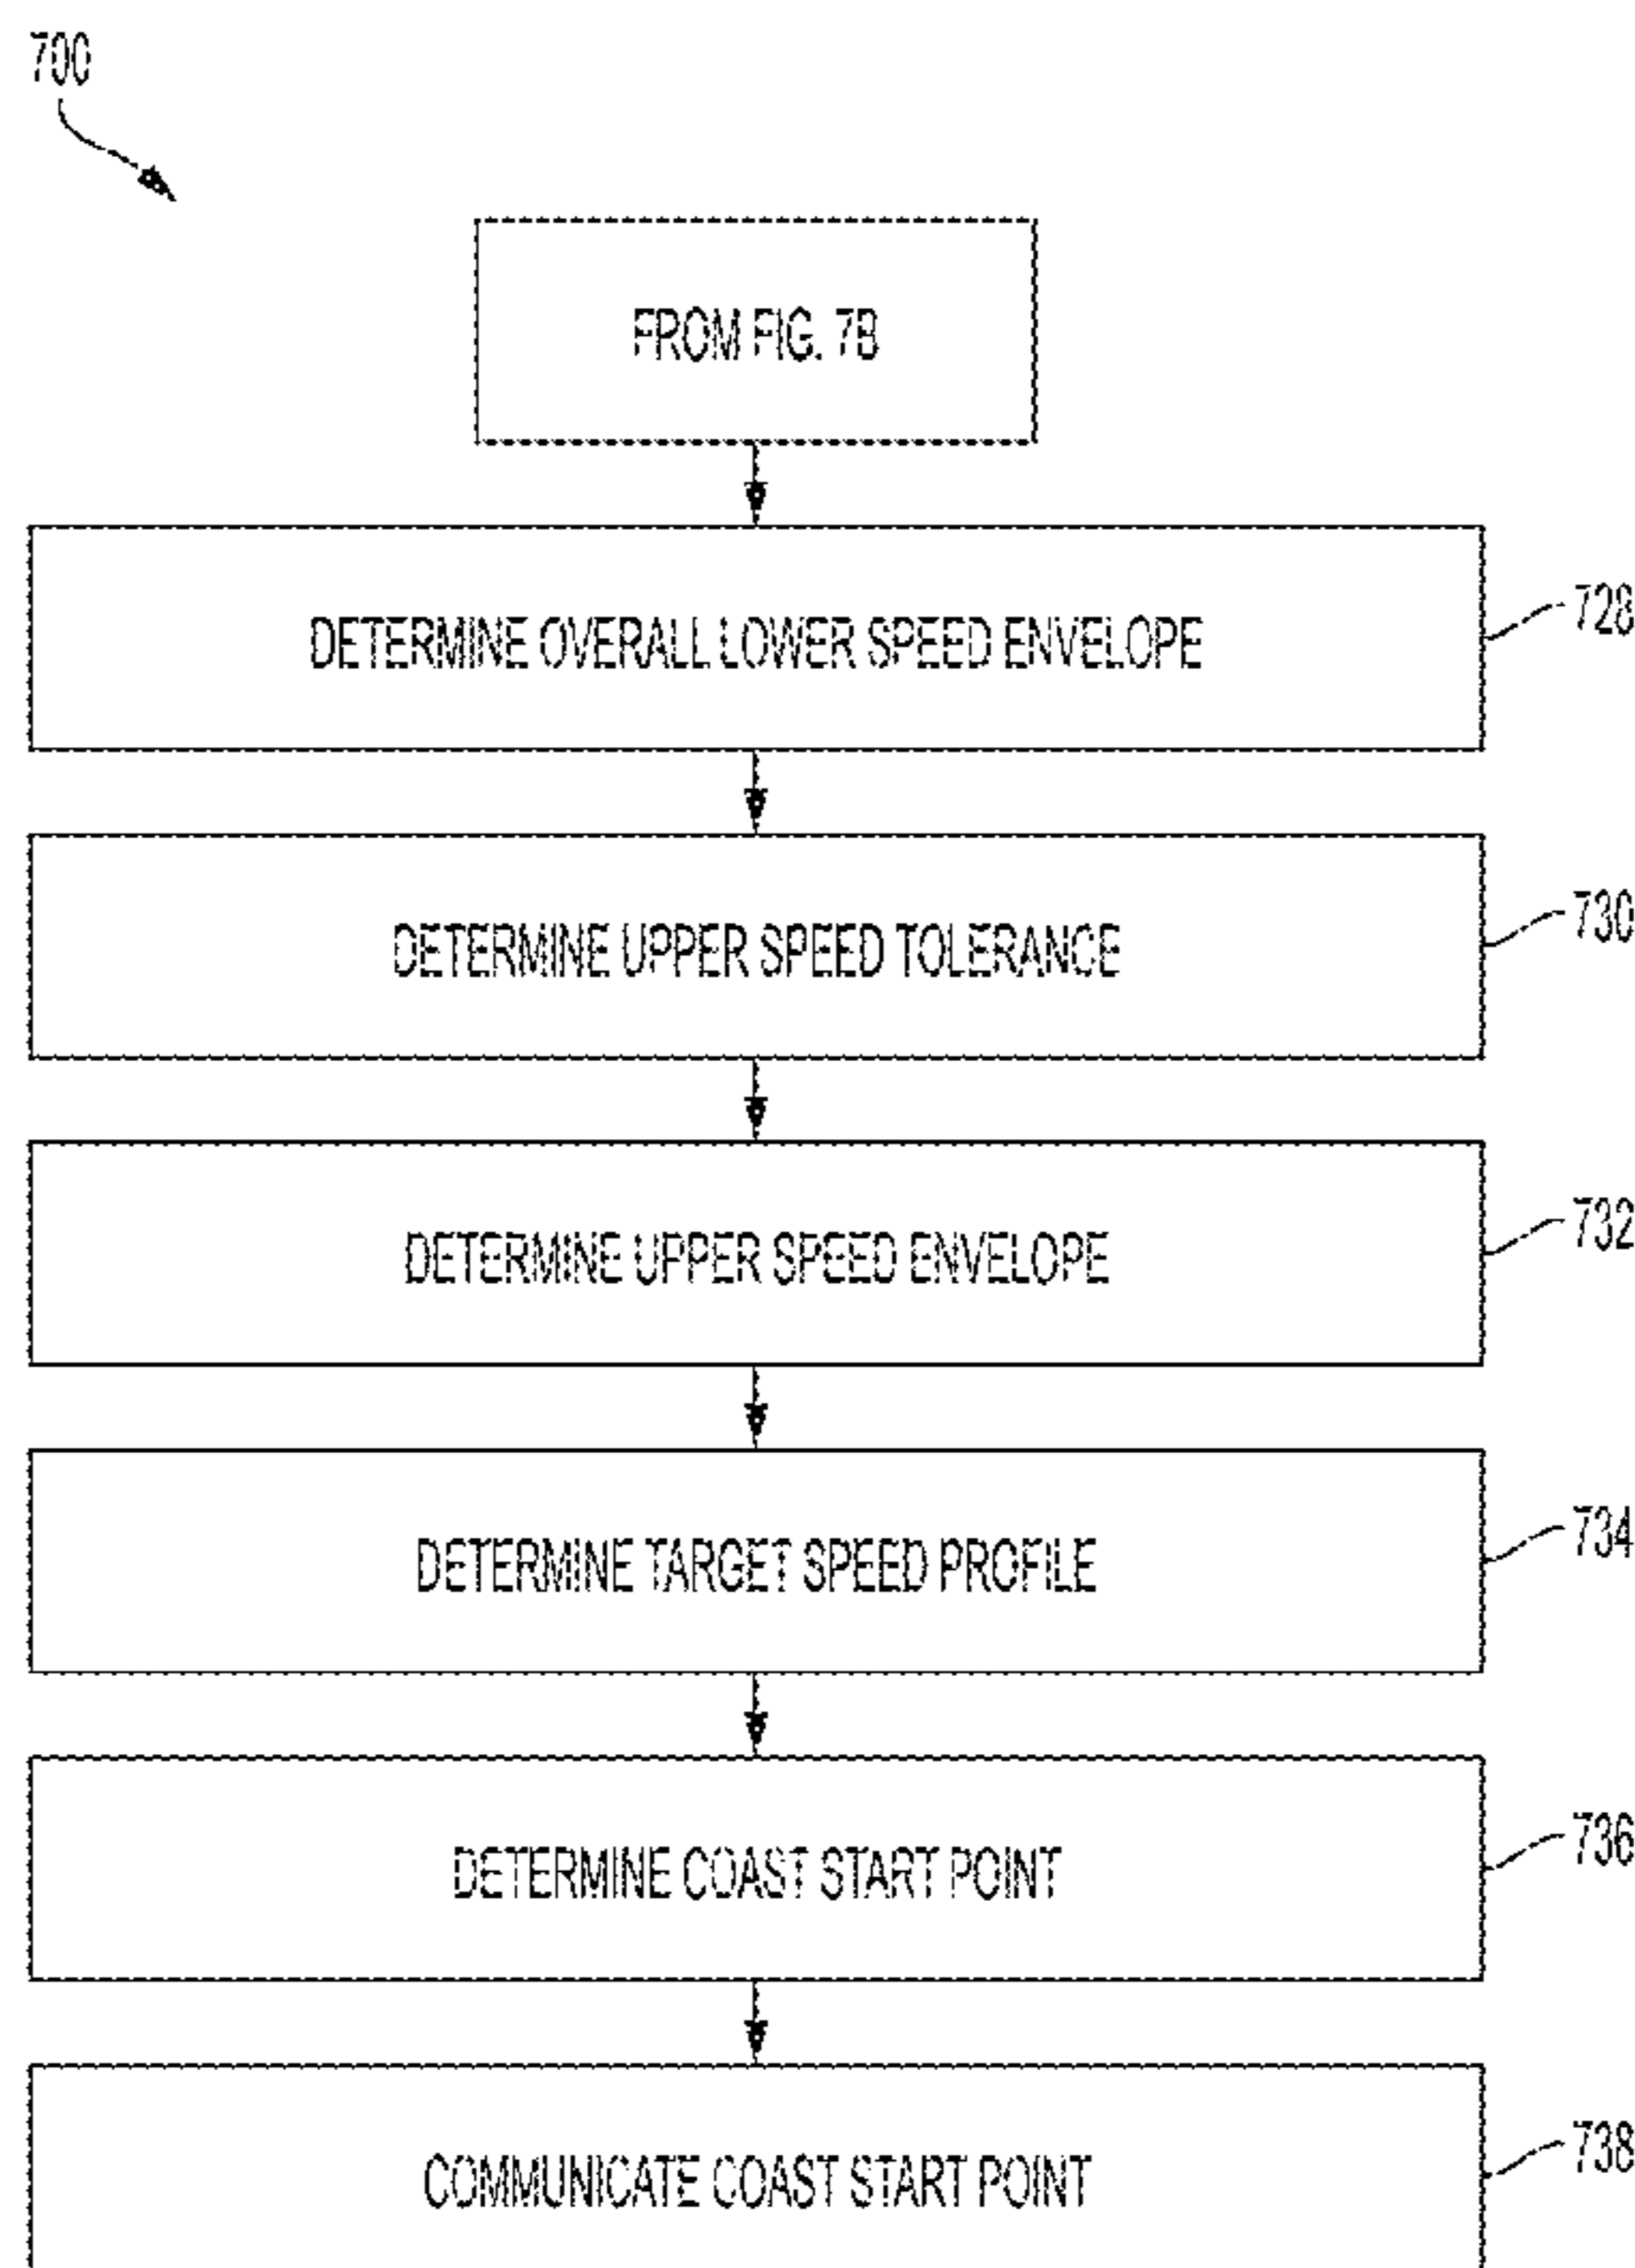 700
FROM FIG. 7B
DETERMINE OVERALL LOWER SPEED ENVELOPE
728
DETERMINE UPPER SPEED TOLERANCE
730
DETERMINE UPPER SPEED ENVELOPE
732
DETERMINE TARGET SPEED PROFILE
734
DETERMINE COAST START POINT
736
COMMUNICATE COAST START POINT
738